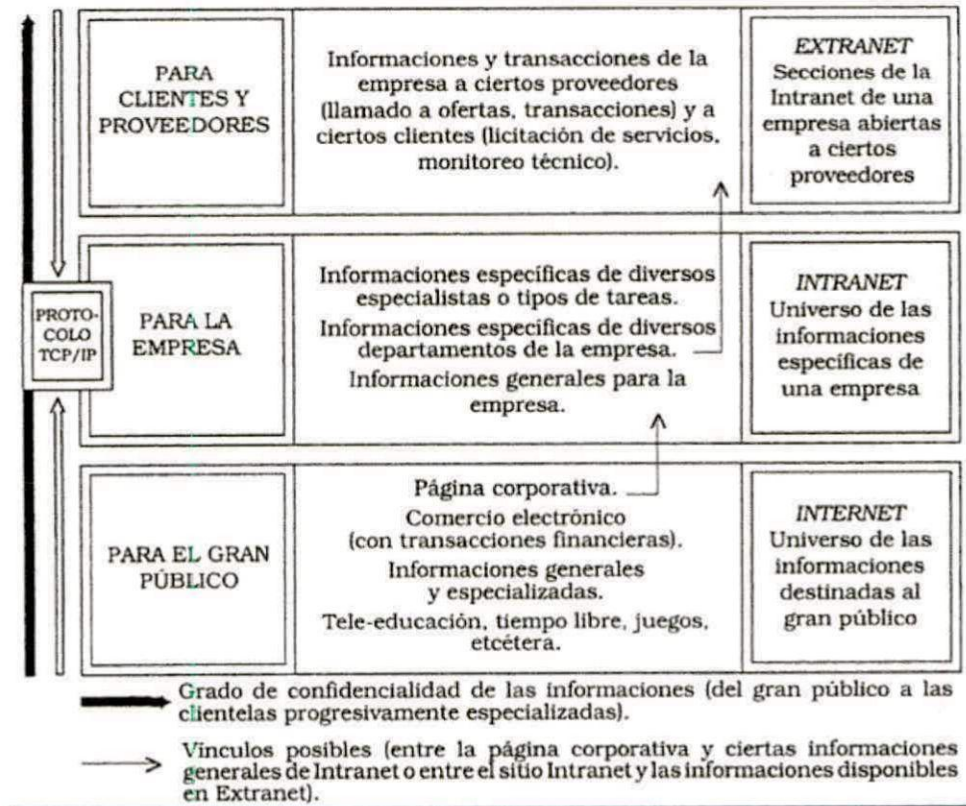 PARA
CLIENTES Y
PROVEEDORES
Informaciones y transacciones de la
empresa a ciertos proveedores
(llamado a ofertas, transacciones) y a
ciertos clientes (licitación de servicios,
monitoreo técnico).
EXTRANET
Secciones de la
Intranet de una
empresa abiertas
a ciertos
proveedores
PROTO-
COLO
TCP/IP
PARA LA
EMPRESA
Informaciones específicas de diversos
especialistas o tipos de tareas.
Informaciones específicas de diversos
departamentos de la empresa.
Informaciones generales para la
empresa.
INTRANET
Universo de las
informaciones
específicas de
una empresa
PARA EL GRAN
PÚBLICO
Página corporativa.
Comercio electrónico
(con transacciones financieras).
Informaciones generales
y especializadas.
Tele-educación, tiempo libre, juegos,
etcétera.
INTERNET
Universo de las
informaciones
destinadas al
gran público
Grado de confidencialidad de las informaciones (del gran público a las
clientelas progresivamente especializadas).
Vínculos posibles (entre la página corporativa y ciertas informaciones
generales de Intranet o entre el sitio Intranet y las informaciones disponibles
en Extranet).